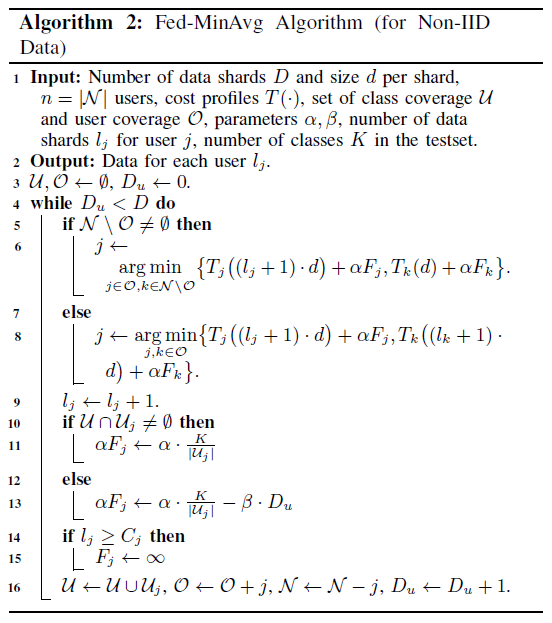 Algorithm 2: Fed-MinAvg Algorithm (for Non-IID
Data)
1 Input: Number of data shards D and size d per shard,
n = |𝒩| users, cost profiles T(·), set of class coverage 𝒰
and user coverage 𝒪, parameters α, β, number of data
shards l_j for user j, number of classes K in the testset.
2 Output: Data for each user l_j.
3 𝒰, 𝒪 ← ∅, D_u ← 0.
4 while D_u < D do
5 if 𝒩 \ 𝒪 ≠ ∅ then
6 j ←
arg min_{j∈𝒪,k∈𝒩\𝒪} {T_j((l_j + 1) · d) + αF_j, T_k(d) + αF_k}.
7 else
8 j ← arg min_{j,k∈𝒪}{T_j((l_j + 1) · d) + αF_j, T_k((l_k + 1) ·
d) + αF_k}.
9 l_j ← l_j + 1.
10 if 𝒰 ∩ 𝒰_j ≠ ∅ then
11 αF_j ← α · K/|𝒰_j|
12 else
13 αF_j ← α · K/|𝒰_j| − β · D_u
14 if l_j ≥ C_j then
15 F_j ← ∞
16 𝒰 ← 𝒰 ∪ 𝒰_j, 𝒪 ← 𝒪 + j, 𝒩 ← 𝒩 − j, D_u ← D_u + 1.